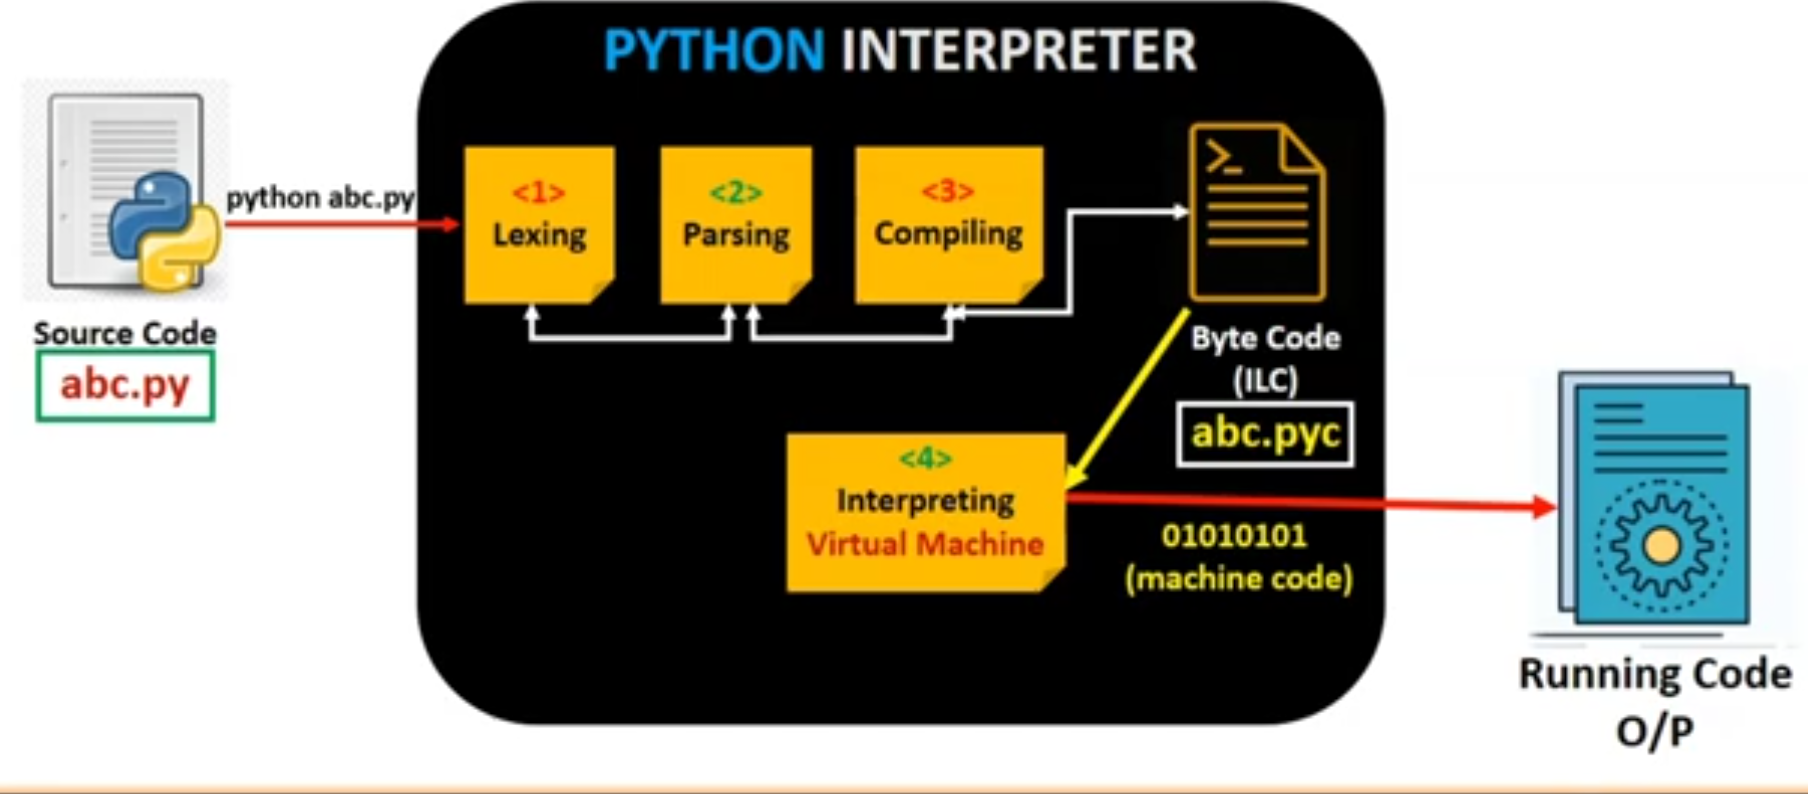 PYTHON INTERPRETER
python abc.py
Source Code
abc.py
<1>
Lexing
<2>
Parsing
<3>
Compiling
>_
Byte Code
(ILC)
abc.pyc
<4>
Interpreting
Virtual Machine
01010101
(machine code)
Running Code
O/P